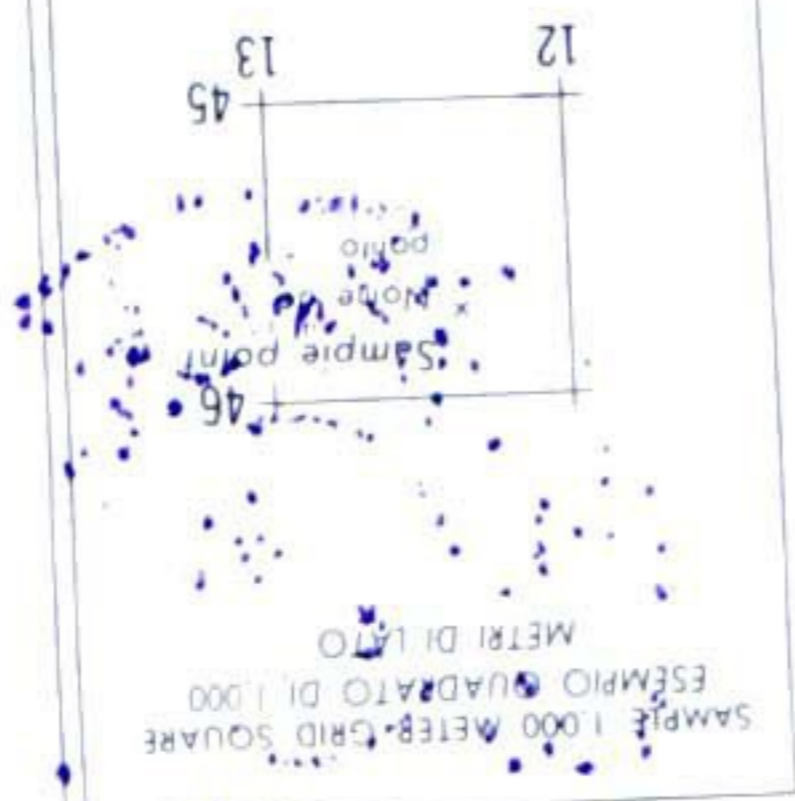 SAMPLE 1.000 METER-GRID SQUARE
ESEMPIO QUADRATO DI 1.000
METRI DI LATO
46
Sample point
Nome
punto
45
12 13